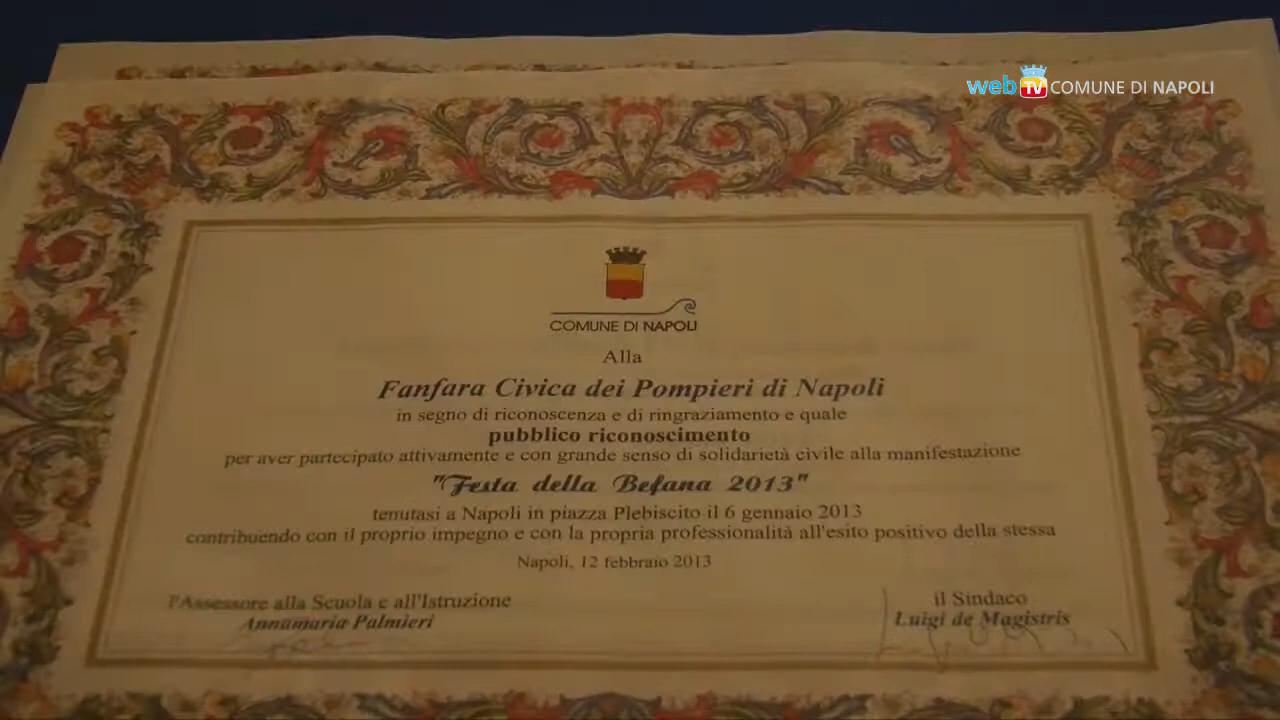 web TV COMUNE DI NAPOLI
COMUNE DI NAPOLI
Alla
Fanfara Civica dei Pompieri di Napoli
in segno di riconoscenza e di ringraziamento e quale
pubblico riconoscimento
per aver partecipato attivamente e con grande senso di solidarietà civile alla manifestazione
"Festa della Befana 2013"
tenutasi a Napoli in piazza Plebiscito il 6 gennaio 2013
contribuendo con il proprio impegno e con la propria professionalità all'esito positivo della stessa
Napoli, 12 febbraio 2013
l'Assessore alla Scuola e all'Istruzione
Annamaria Palmieri
il Sindaco
Luigi de Magistris